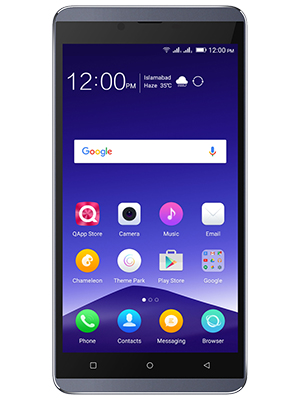 12:00 PM
12:00PM
Islamabad
Haze 35℃
Google
QApp Store Camera Music Email
Chameleon Theme Park Play Store Google
Phone Contacts Messaging Browser